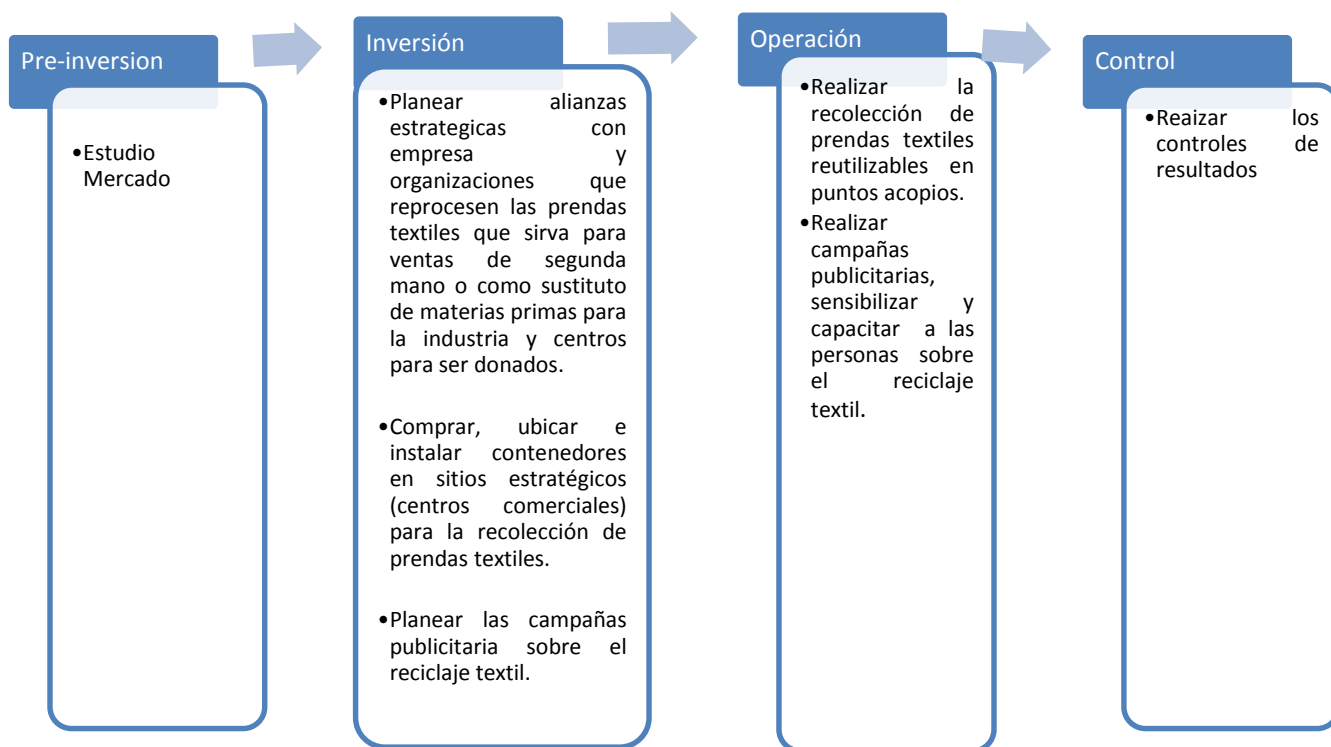 Pre-inversion
•Estudio
Mercado
Inversión
•Planear alianzas
estrategicas con
empresa y
organizaciones que
reprocesen las prendas
textiles que sirva para
ventas de segunda
mano o como sustituto
de materias primas para
la industria y centros
para ser donados.
•Comprar, ubicar e
instalar contenedores
en sitios estratégicos
(centros comerciales)
para la recolección de
prendas textiles.
•Planear las campañas
publicitaria sobre el
reciclaje textil.
Operación
•Realizar la
recolección de
prendas textiles
reutilizables en
puntos acopios.
•Realizar
campañas
publicitarias,
sensibilizar y
capacitar a las
personas sobre
el reciclaje
textil.
Control
•Reaizar los
controles de
resultados